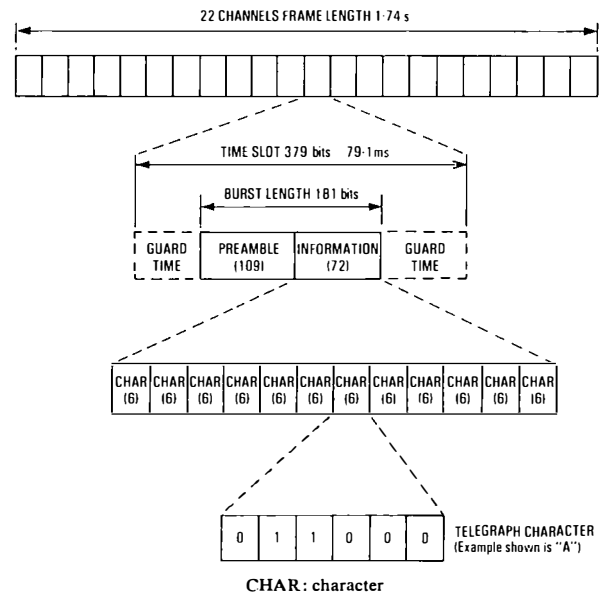 22 CHANNELS FRAME LENGTH 1·74 s
TIME SLOT 379 bits 79·1 ms
BURST LENGTH 181 bits
GUARD TIME
PREAMBLE (109)
INFORMATION (72)
GUARD TIME
CHAR (6) CHAR (6) CHAR (6) CHAR (6) CHAR (6) CHAR (6) CHAR (6) CHAR (6) CHAR (6) CHAR (6) CHAR (6) CHAR (6)
0 1 1 0 0 0
TELEGRAPH CHARACTER
(Example shown is "A")
CHAR: character